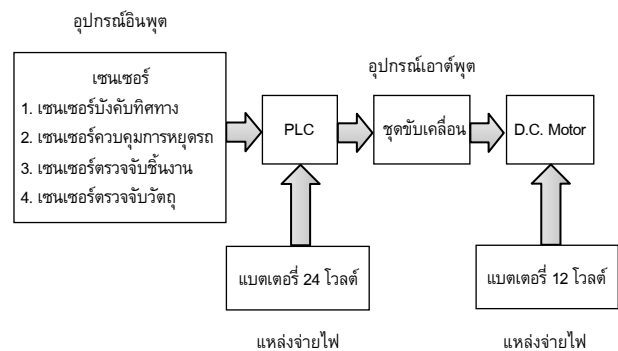 อุปกรณ์อินพุต
เซนเซอร์
1. เซนเซอร์บังคับทิศทาง
2. เซนเซอร์ควบคุมการหยุดรถ
3. เซนเซอร์ตรวจจับชิ้นงาน
4. เซนเซอร์ตรวจจับวัตถุ
PLC
อุปกรณ์เอาต์พุต
ชุดขับเคลื่อน
D.C. Motor
แบตเตอรี่ 24 โวลต์
แบตเตอรี่ 12 โวลต์
แหล่งจ่ายไฟ
แหล่งจ่ายไฟ